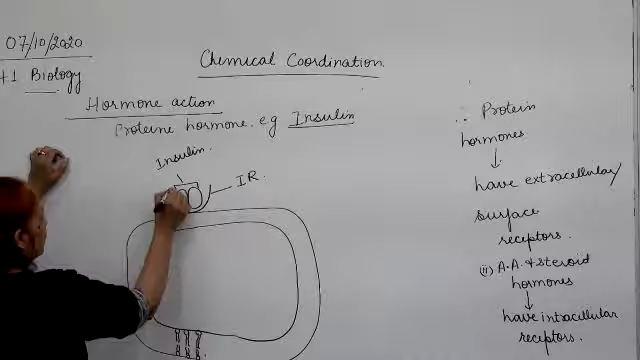 07/10/2020
+1 Biology
Chemical Coordination
Hormone action
Proteine hormone. eg Insulin
Insulin.
IR.
∴ Protein
hormones
↓
have extracellular/
surface
receptors.
(ii) A.A & steroid
hormones
↓
have intracellular
receptors.